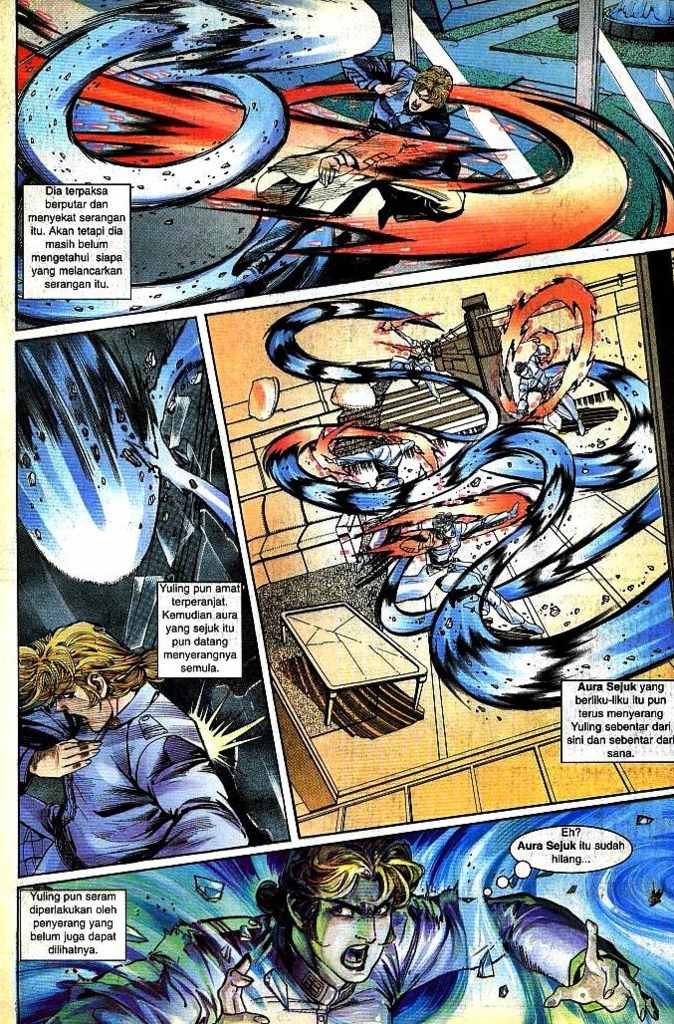 Dia terpaksa
berputar dan
menyekat serangan
itu. Akan tetapi dia
masih belum
mengetahui siapa
yang melancarkan
serangan itu.
Yuling pun amat
terperanjat.
Kemudian aura
yang sejuk itu
pun datang
menyerangnya
semula.
Aura Sejuk yang
berliku-liku itu pun
terus menyerang
Yuling sebentar dari
sini dan sebentar dari
sana.
Eh?
Aura Sejuk itu sudah
hilang...
Yuling pun seram
diperlakukan oleh
penyerang yang
belum juga dapat
dilihatnya.